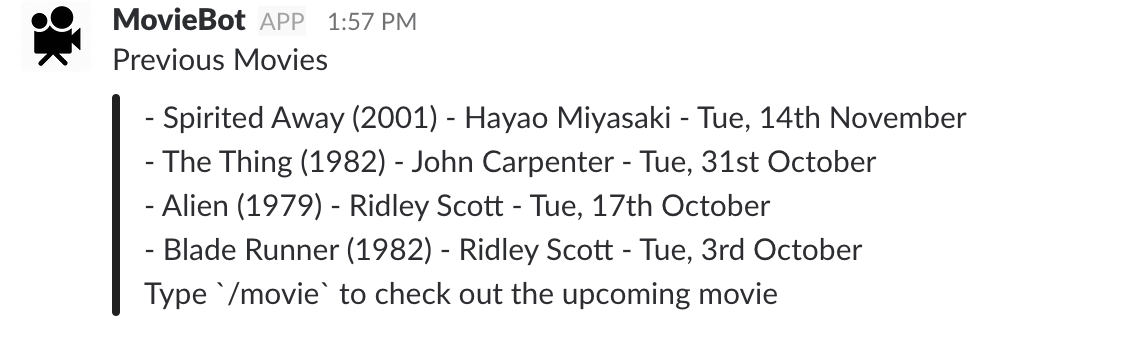 MovieBot APP 1:57 PM
Previous Movies
- Spirited Away (2001) - Hayao Miyasaki - Tue, 14th November
- The Thing (1982) - John Carpenter - Tue, 31st October
- Alien (1979) - Ridley Scott - Tue, 17th October
- Blade Runner (1982) - Ridley Scott - Tue, 3rd October
Type `/movie` to check out the upcoming movie